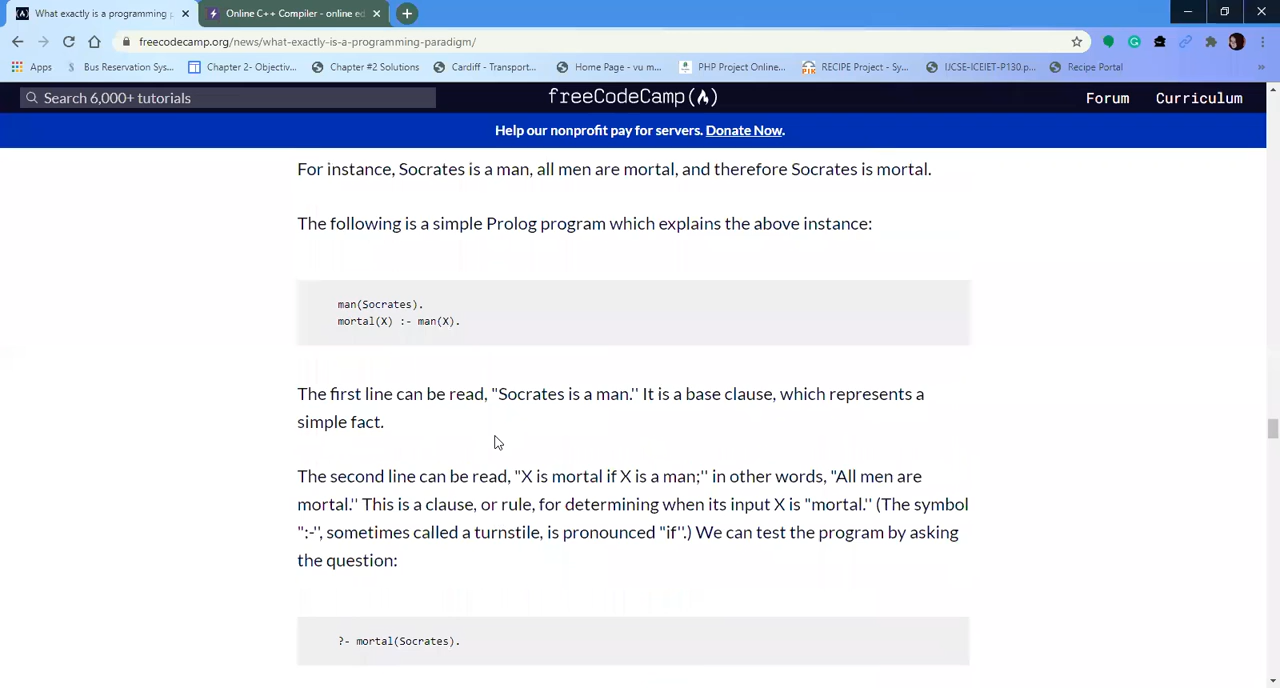 What exactly is a programming p
Online C++ Compiler - online ed
freecodecamp.org/news/what-exactly-is-a-programming-paradigm/
Apps
Bus Reservation Sys...
Chapter 2- Objectiv...
Chapter #2 Solutions
Cardiff - Transport...
Home Page - vu m...
PHP Project Online...
RECIPE Project - Sy...
IJCSE-ICEIET-P130.p...
Recipe Portal
»
Search 6,000+ tutorials
freeCodeCamp
Forum
Curriculum
Help our nonprofit pay for servers. Donate Now.
For instance, Socrates is a man, all men are mortal, and therefore Socrates is mortal.
The following is a simple Prolog program which explains the above instance:
man(Socrates).
mortal(X) :- man(X).
The first line can be read, "Socrates is a man.'' It is a base clause, which represents a
simple fact.
The second line can be read, "X is mortal if X is a man;'' in other words, "All men are
mortal.'' This is a clause, or rule, for determining when its input X is "mortal.'' (The symbol
":-'', sometimes called a turnstile, is pronounced "if''.) We can test the program by asking
the question:
?- mortal(Socrates).